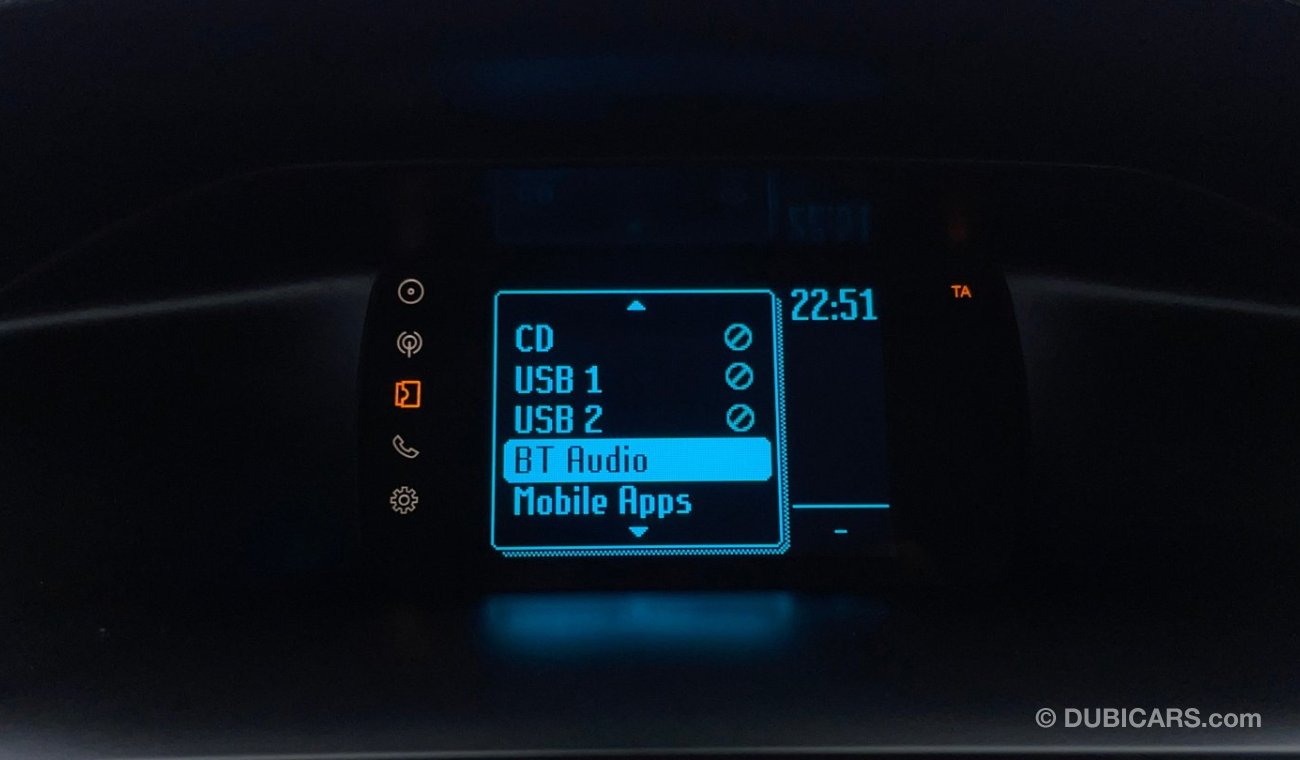 22:51
TA
CD
USB 1
USB 2
BT Audio
Mobile Apps
-
© DUBICARS.com